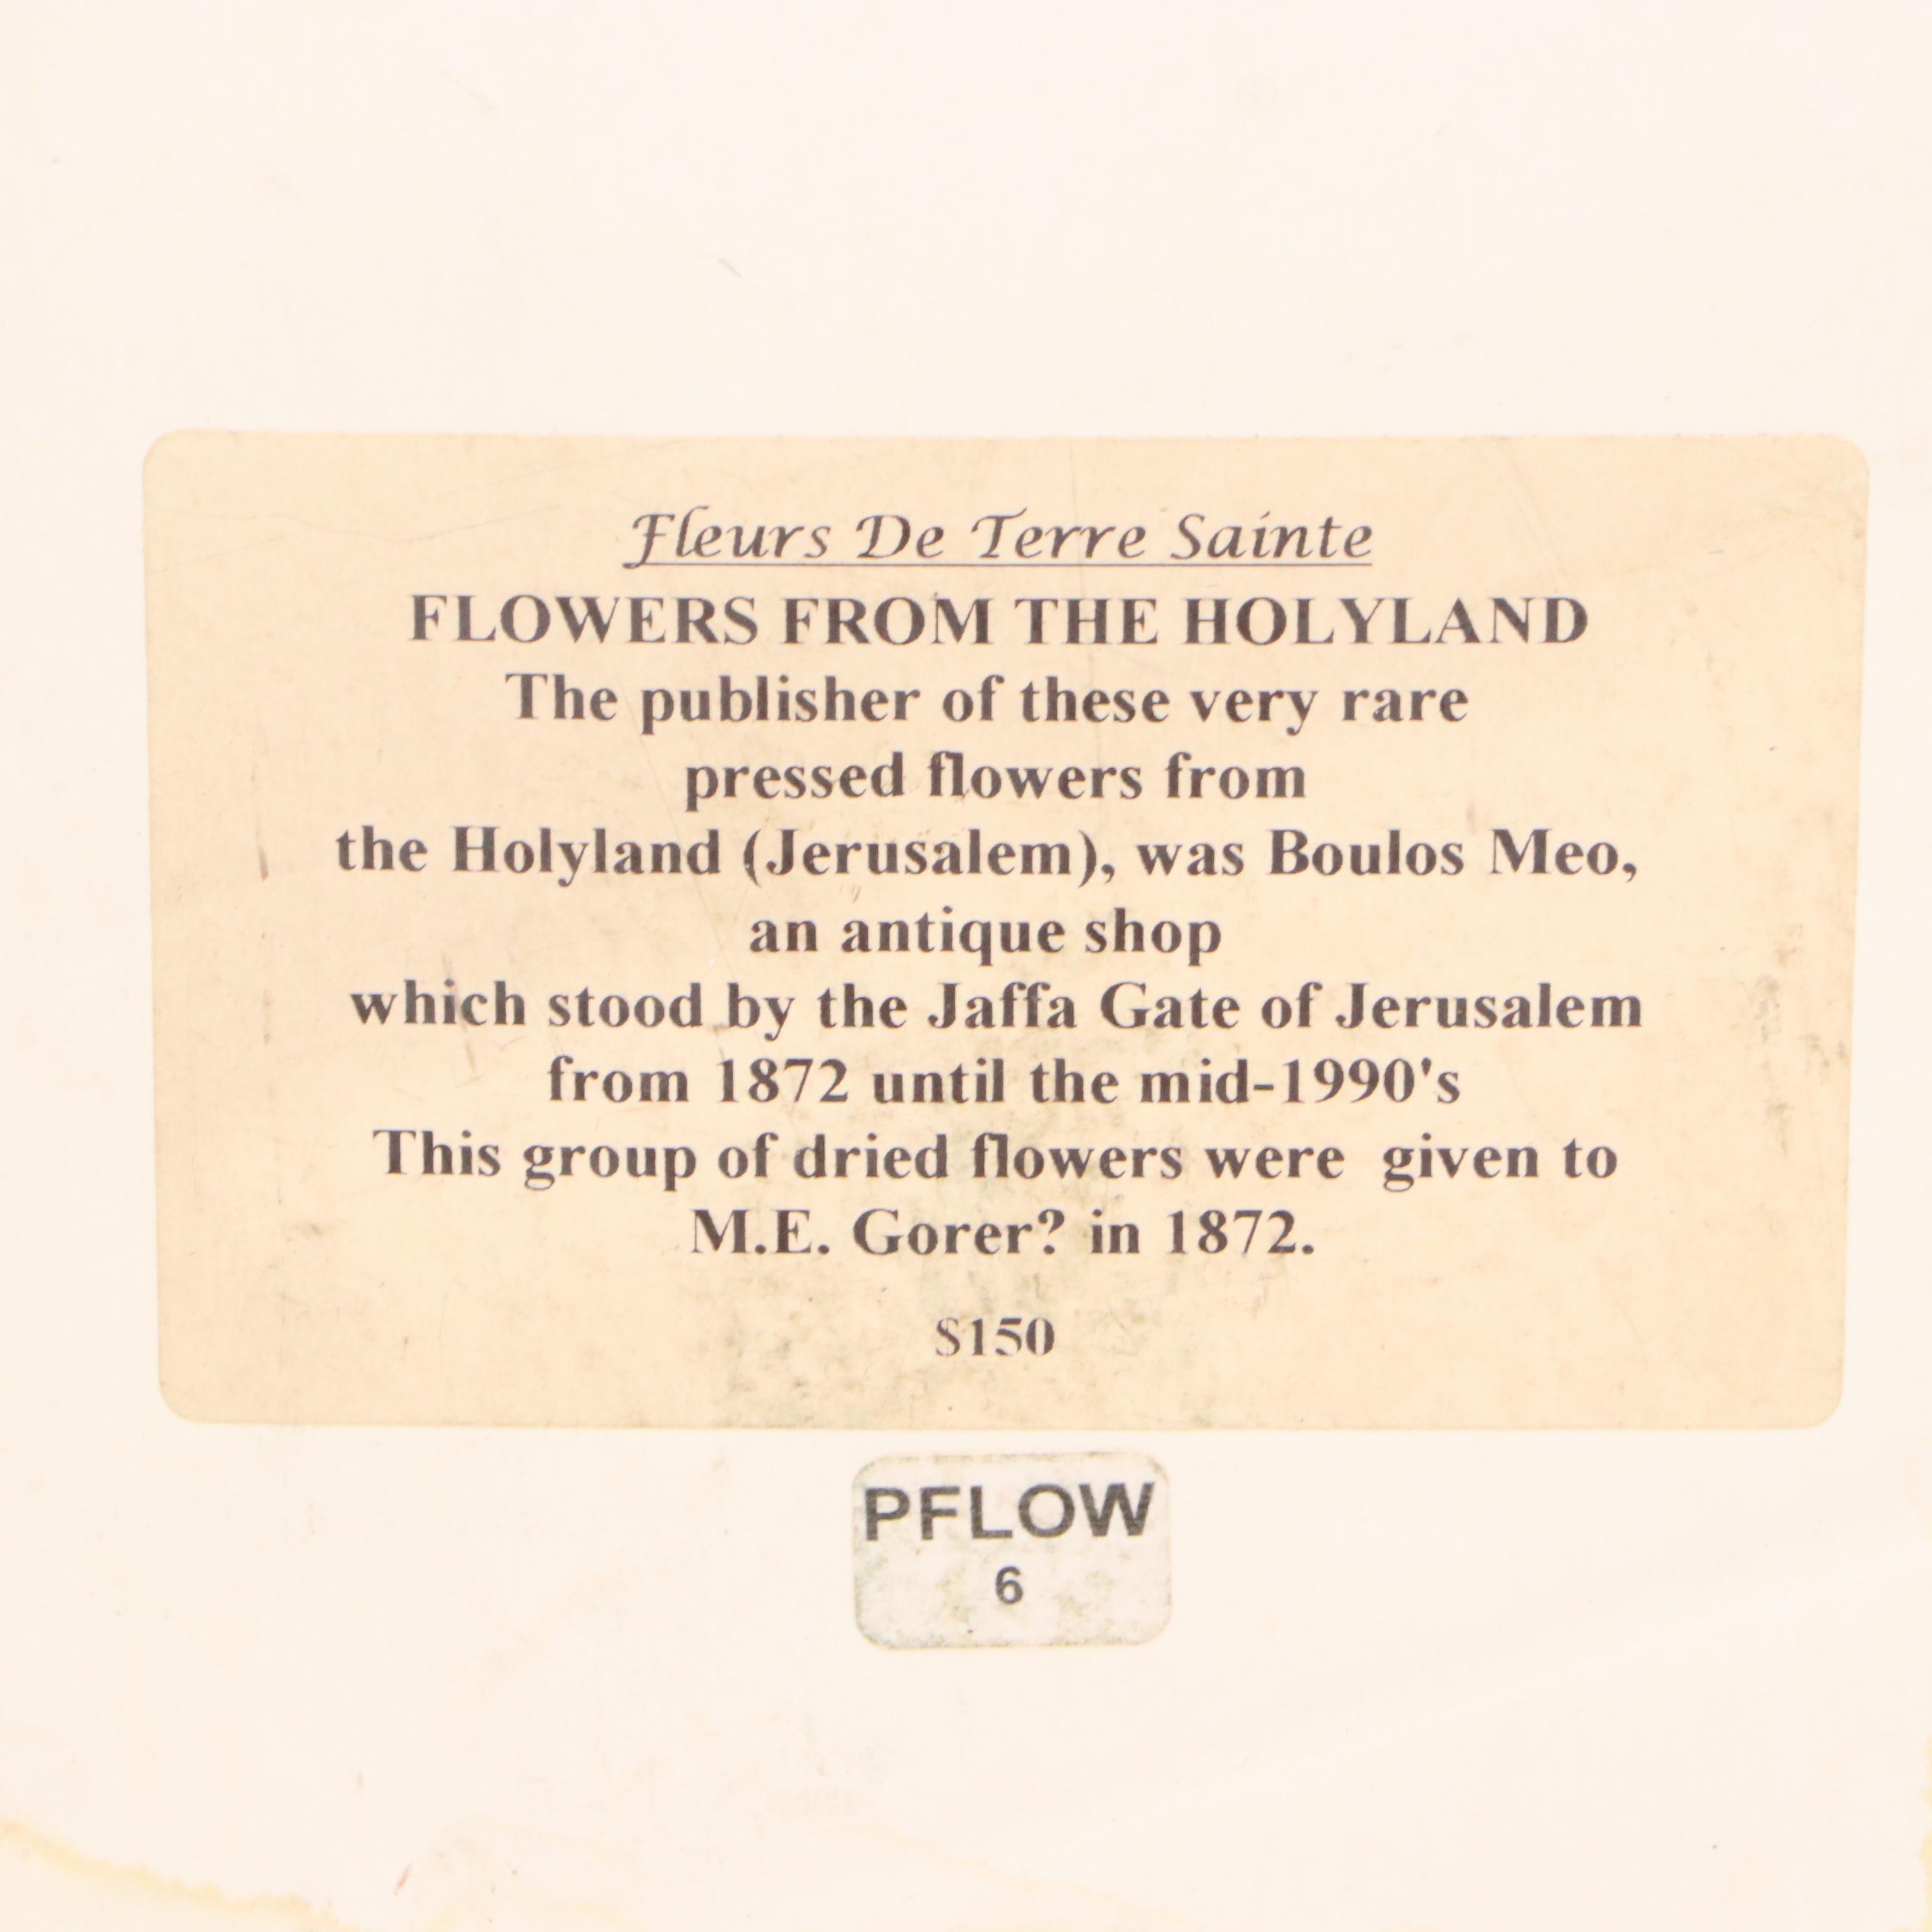 Fleurs De Terre Sainte
FLOWERS FROM THE HOLYLAND
The publisher of these very rare
pressed flowers from
the Holyland (Jerusalem), was Boulos Meo,
an antique shop
which stood by the Jaffa Gate of Jerusalem
from 1872 until the mid-1990's
This group of dried flowers were given to
M.E. Gorer? in 1872.
$150
PFLOW
6